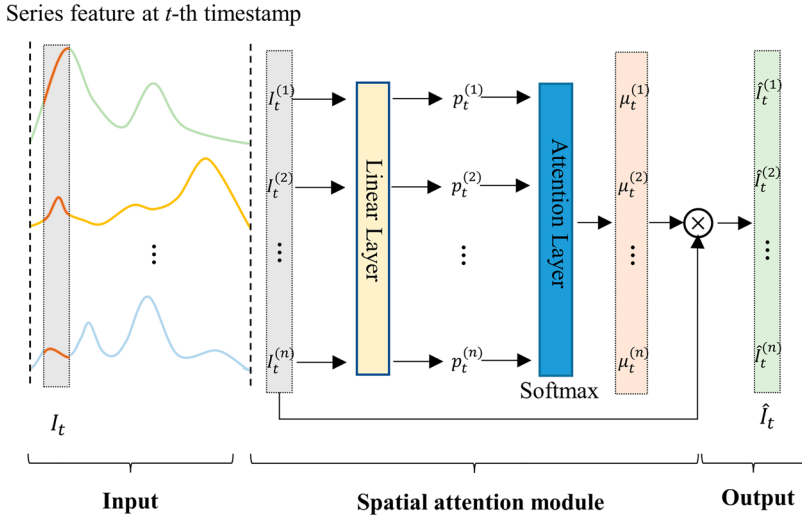 Series feature at t-th timestamp
I_t^{(1)} p_t^{(1)} μ_t^{(1)} Î_t^{(1)}
I_t^{(2)} p_t^{(2)} μ_t^{(2)} Î_t^{(2)}
Linear Layer
Attention Layer
⋮ ⋮ ⋮ ⋮ ⋮
I_t^{(n)} p_t^{(n)} μ_t^{(n)} Î_t^{(n)}
Softmax
I_t Î_t
Input Spatial attention module Output